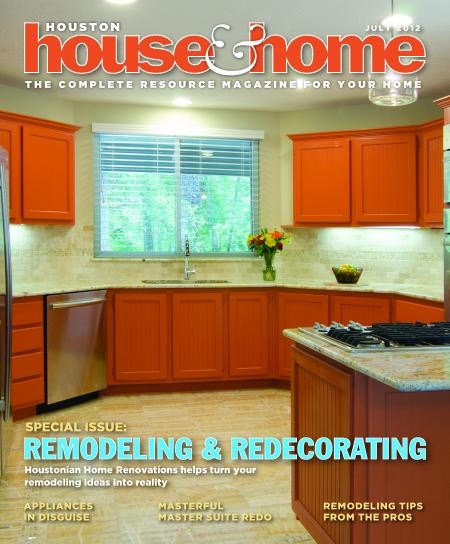 HOUSTON
JULY 2012
house & home
THE COMPLETE RESOURCE MAGAZINE FOR YOUR HOME
SPECIAL ISSUE:
REMODELING & REDECORATING
Houstonian Home Renovations helps turn your
remodeling ideas into reality
APPLIANCES
IN DISGUISE
MASTERFUL
MASTER SUITE REDO
REMODELING TIPS
FROM THE PROS